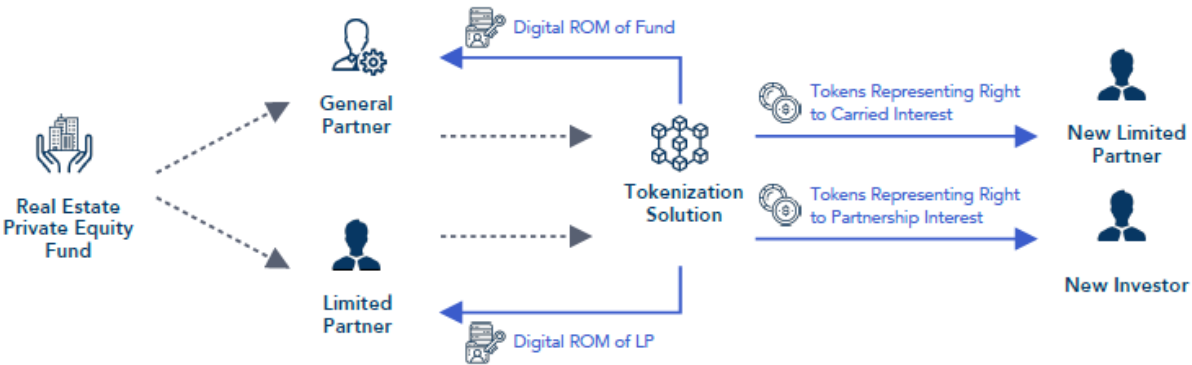 Digital ROM of Fund
General
Partner
Real Estate
Private Equity
Fund
Limited
Partner
Tokenization
Solution
Tokens Representing Right
to Carried Interest
New Limited
Partner
Tokens Representing Right
to Partnership Interest
New Investor
Digital ROM of LP